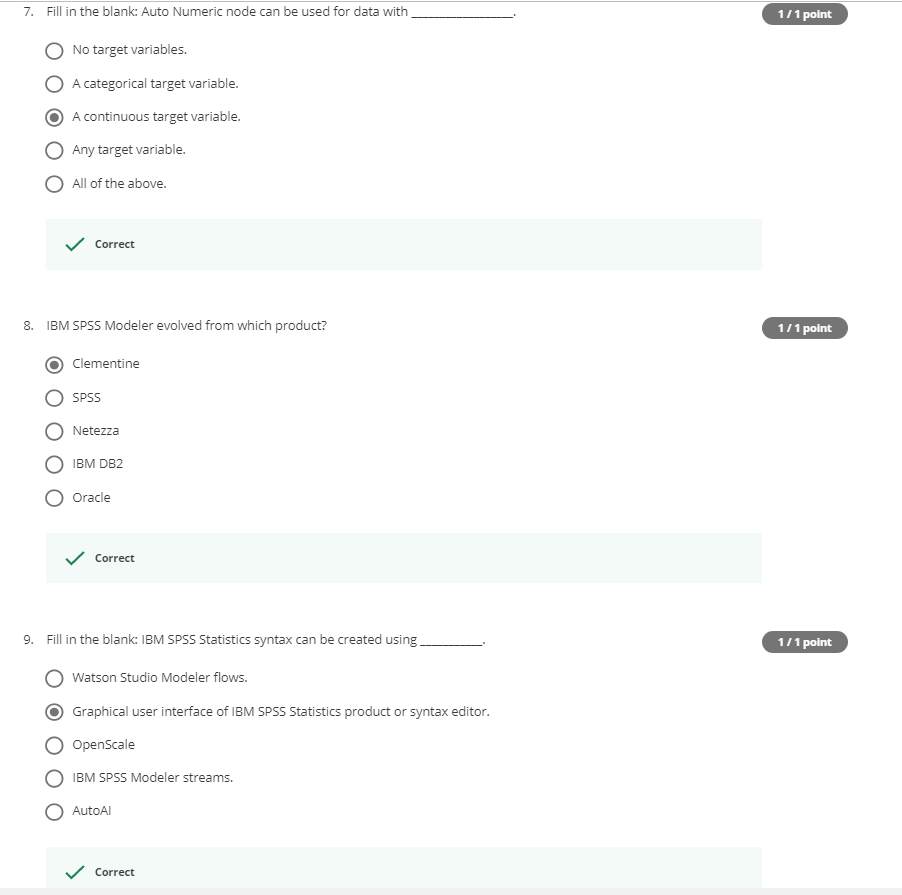 7. Fill in the blank: Auto Numeric node can be used for data with __________________.
1 / 1 point
No target variables.
A categorical target variable.
A continuous target variable.
Any target variable.
All of the above.
Correct
8. IBM SPSS Modeler evolved from which product?
1 / 1 point
Clementine
SPSS
Netezza
IBM DB2
Oracle
Correct
9. Fill in the blank: IBM SPSS Statistics syntax can be created using ___________.
1 / 1 point
Watson Studio Modeler flows.
Graphical user interface of IBM SPSS Statistics product or syntax editor.
OpenScale
IBM SPSS Modeler streams.
AutoAI
Correct